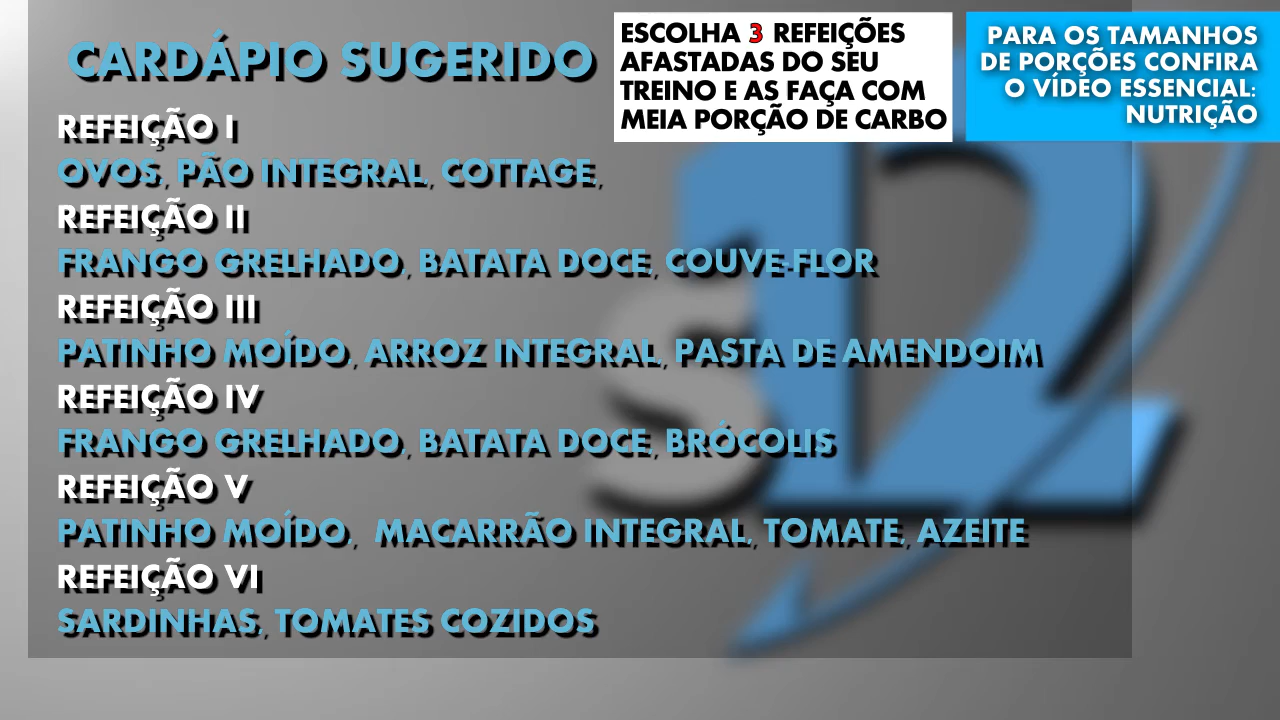 CARDÁPIO SUGERIDO
ESCOLHA 3 REFEIÇÕES
AFASTADAS DO SEU
TREINO E AS FAÇA COM
MEIA PORÇÃO DE CARBO
PARA OS TAMANHOS
DE PORÇÕES CONFIRA
O VÍDEO ESSENCIAL:
NUTRIÇÃO
REFEIÇÃO I
OVOS, PÃO INTEGRAL, COTTAGE,
REFEIÇÃO II
FRANGO GRELHADO, BATATA DOCE, COUVE-FLOR
REFEIÇÃO III
PATINHO MOÍDO, ARROZ INTEGRAL, PASTA DE AMENDOIM
REFEIÇÃO IV
FRANGO GRELHADO, BATATA DOCE, BRÓCOLIS
REFEIÇÃO V
PATINHO MOÍDO,  MACARRÃO INTEGRAL, TOMATE, AZEITE
REFEIÇÃO VI
SARDINHAS, TOMATES COZIDOS
S12